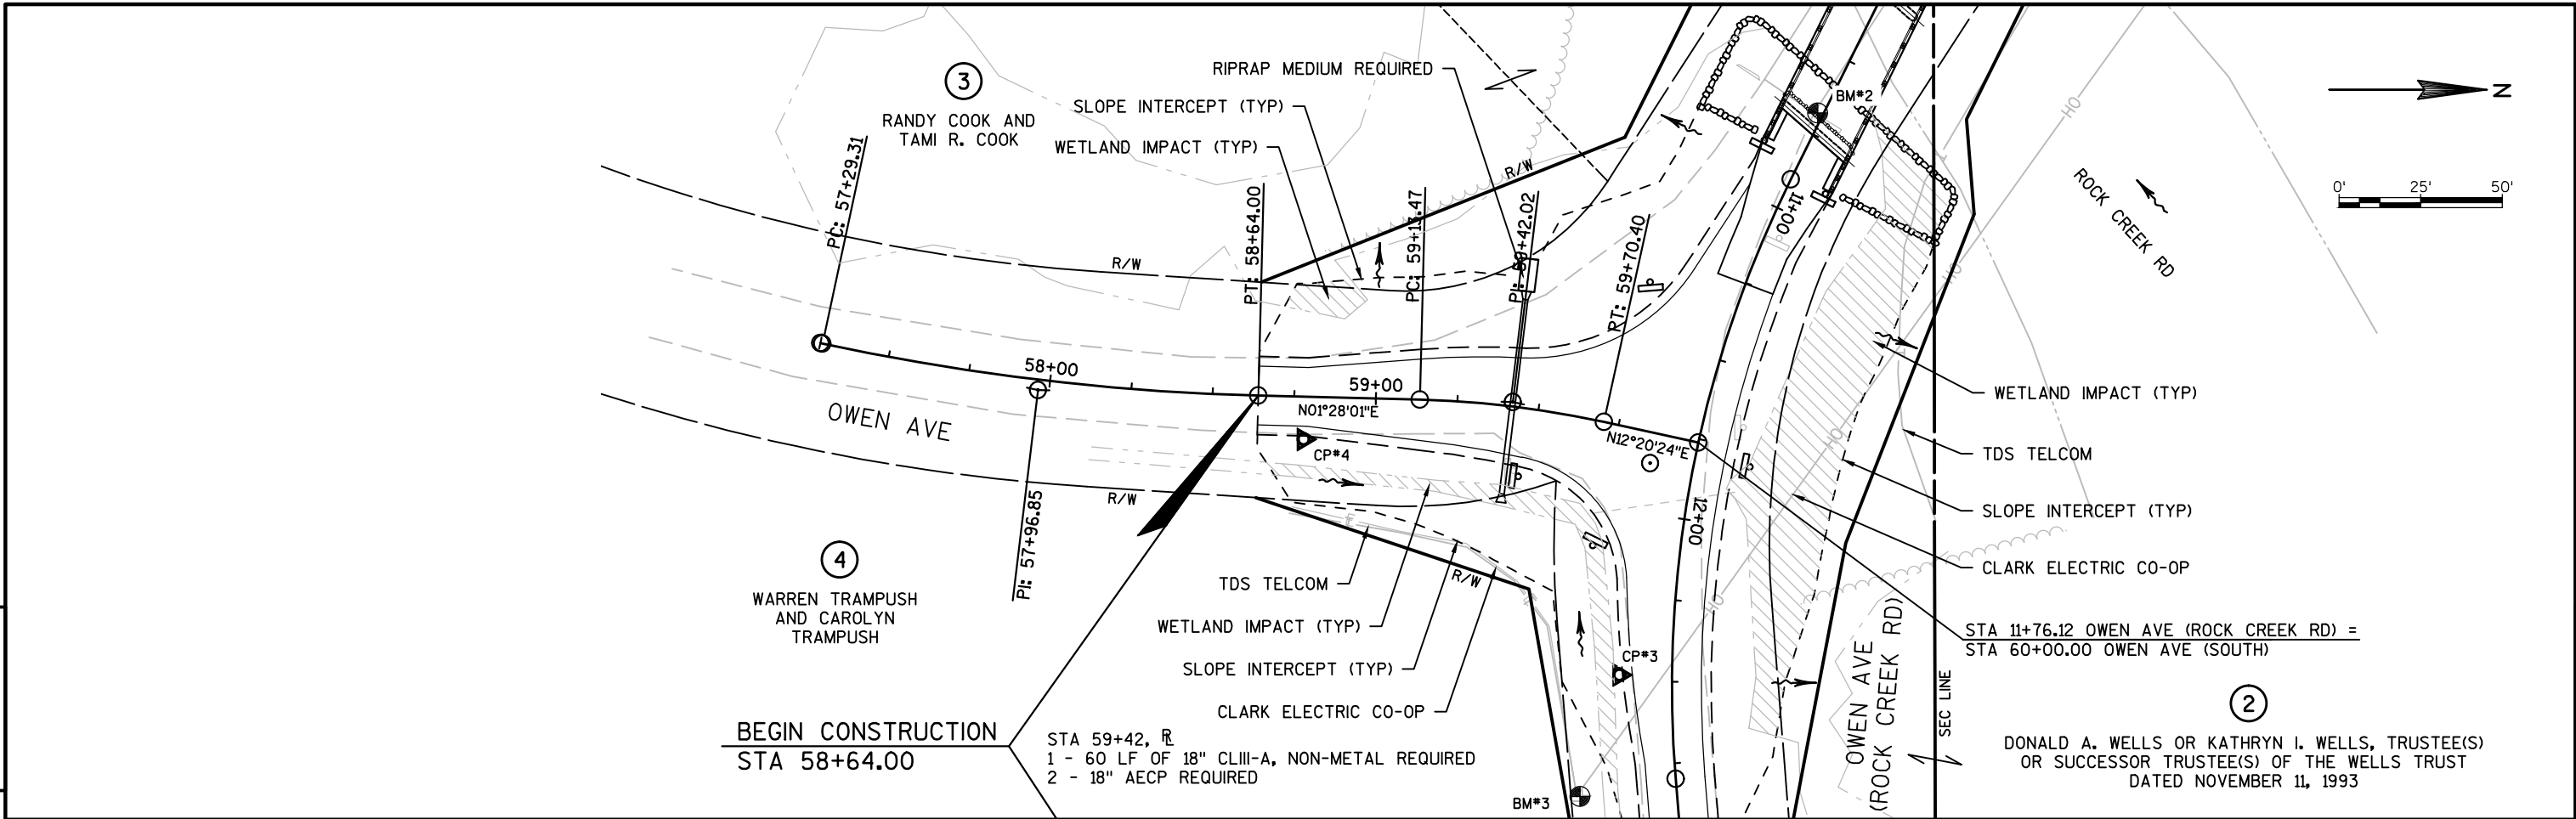 3
RANDY COOK AND
TAMI R. COOK
RIPRAP MEDIUM REQUIRED
SLOPE INTERCEPT (TYP)
WETLAND IMPACT (TYP)
R/W
R/W
PC: 57+29.31
PT: 58+64.00
PC: 59+13.47
PI: 59+42.02
PT: 59+70.40
BM#2
11+00
HO
HO
HO
HO
ROCK CREEK RD
N
0' 25' 50'
58+00
59+00
N01°28'01"E
N12°20'24"E
OWEN AVE
CP#4
R/W
R/W
PI: 57+96.85
12+00
WETLAND IMPACT (TYP)
TDS TELCOM
SLOPE INTERCEPT (TYP)
CLARK ELECTRIC CO-OP
4
WARREN TRAMPUSH
AND CAROLYN
TRAMPUSH
TDS TELCOM
WETLAND IMPACT (TYP)
SLOPE INTERCEPT (TYP)
CLARK ELECTRIC CO-OP
CP#3
STA 11+76.12 OWEN AVE (ROCK CREEK RD) =
STA 60+00.00 OWEN AVE (SOUTH)
OWEN AVE
(ROCK CREEK RD)
SEC LINE
2
DONALD A. WELLS OR KATHRYN I. WELLS, TRUSTEE(S)
OR SUCCESSOR TRUSTEE(S) OF THE WELLS TRUST
DATED NOVEMBER 11, 1993
BEGIN CONSTRUCTION
STA 58+64.00
STA 59+42, RL
1 - 60 LF OF 18" CLIII-A, NON-METAL REQUIRED
2 - 18" AECP REQUIRED
BM#3